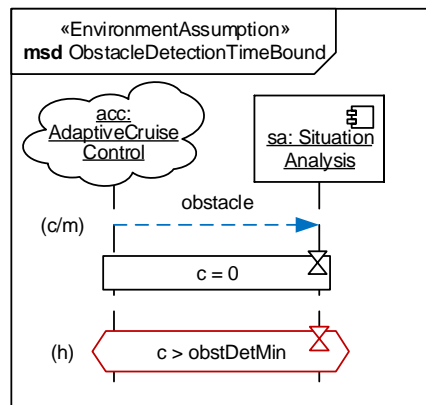 «EnvironmentAssumption»
msd ObstacleDetectionTimeBound
acc:
AdaptiveCruise
Control
sa: Situation
Analysis
obstacle
(c/m)
c = 0
(h)
c > obstDetMin